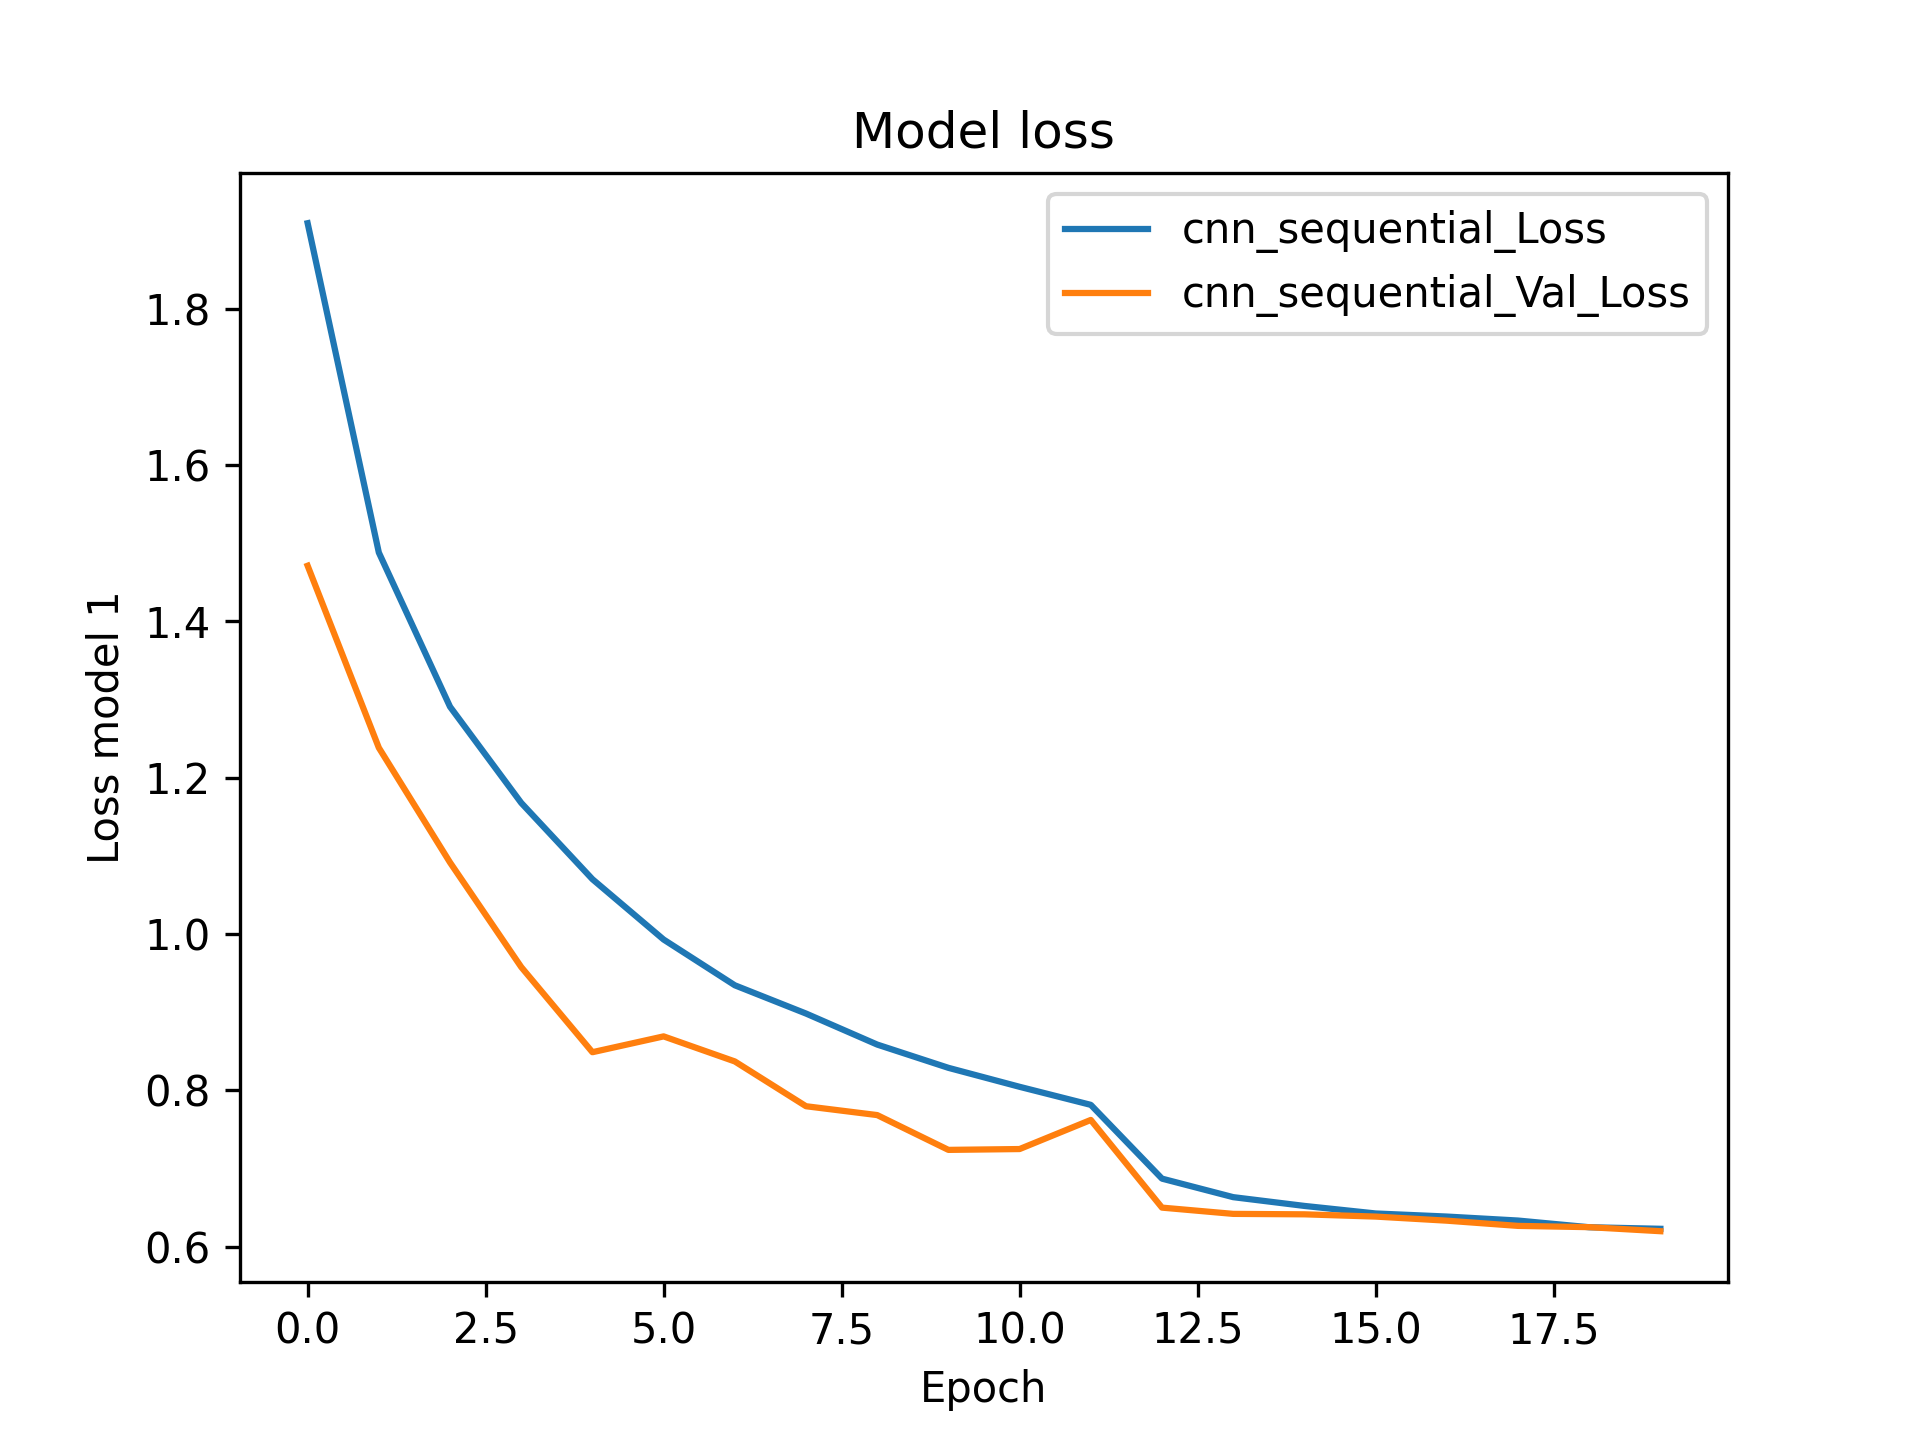 Model loss
cnn_sequential_Loss
cnn_sequential_Val_Loss
Loss model 1
1.8
1.6
1.4
1.2
1.0
0.8
0.6
0.0 2.5 5.0 7.5 10.0 12.5 15.0 17.5
Epoch